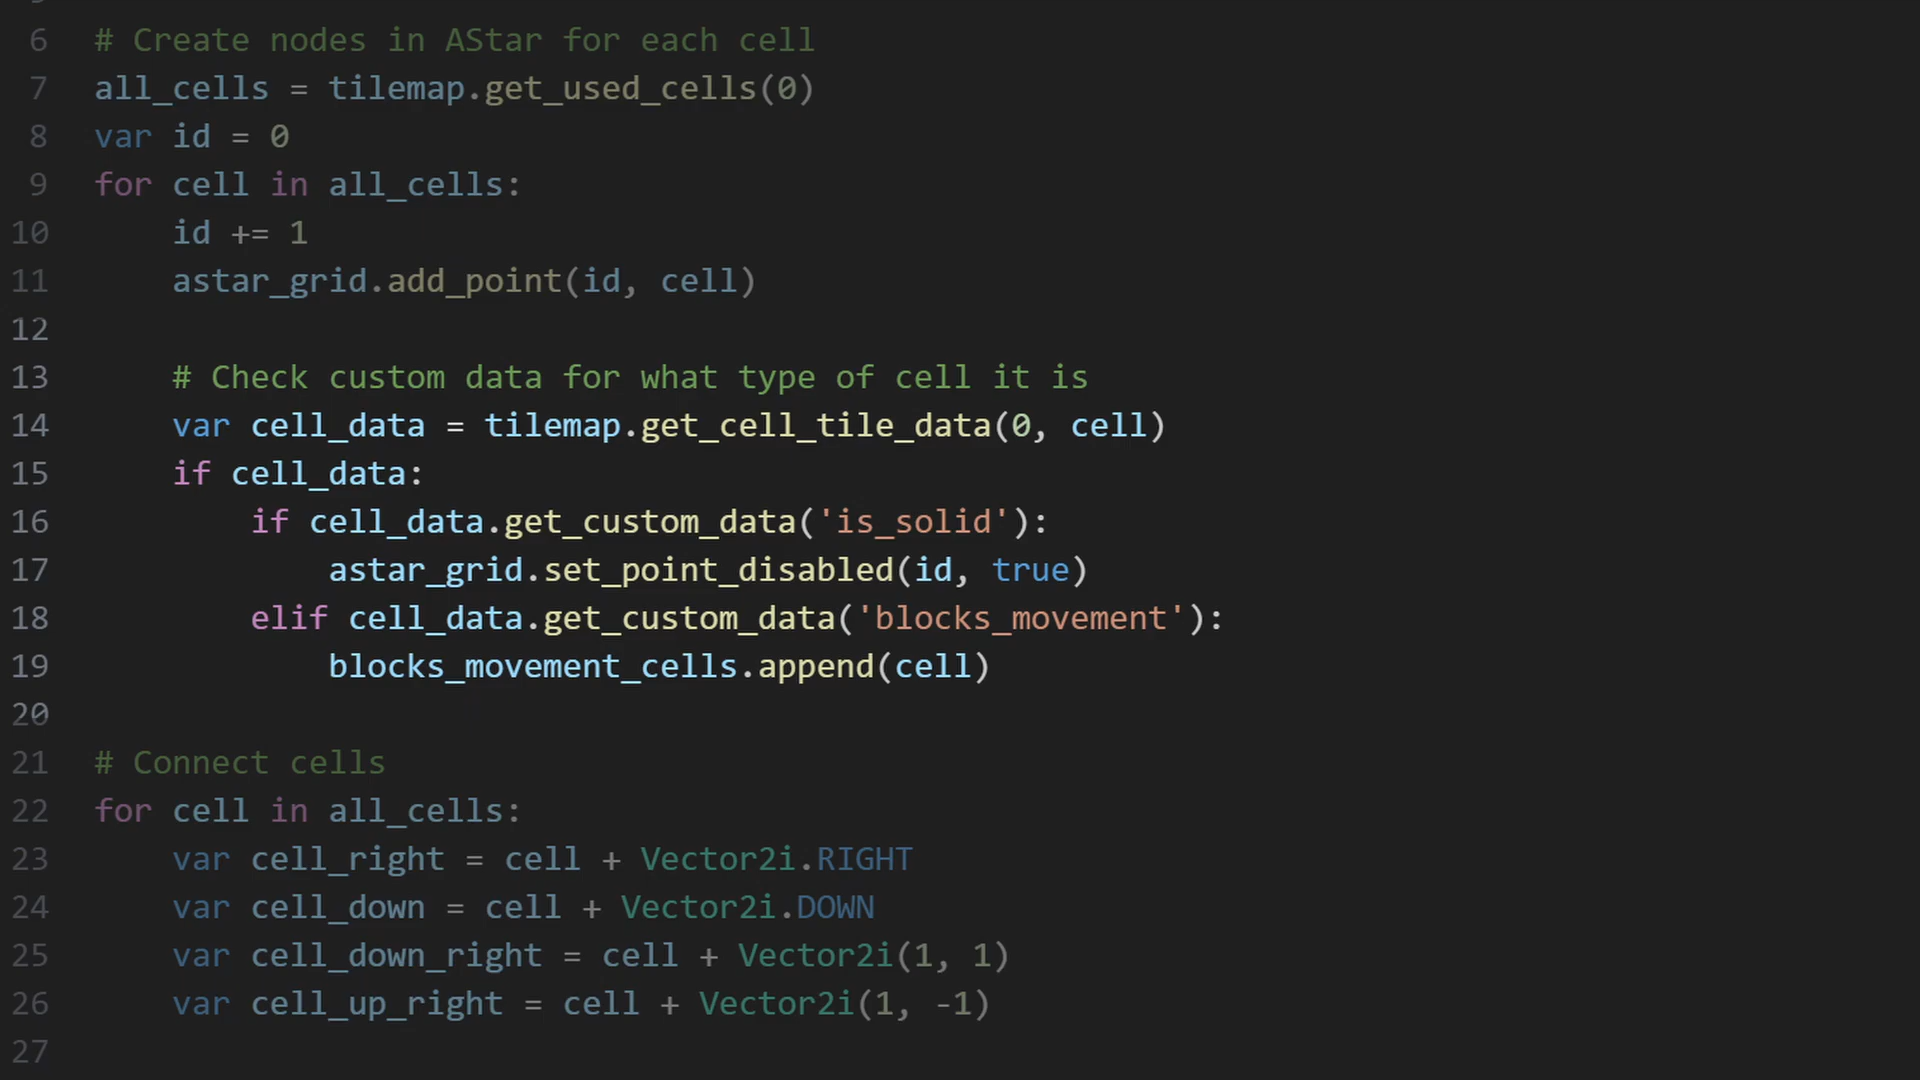 6 # Create nodes in AStar for each cell
7 all_cells = tilemap.get_used_cells(0)
8 var id = 0
9 for cell in all_cells:
10     id += 1
11     astar_grid.add_point(id, cell)
12
13     # Check custom data for what type of cell it is
14     var cell_data = tilemap.get_cell_tile_data(0, cell)
15     if cell_data:
16         if cell_data.get_custom_data('is_solid'):
17             astar_grid.set_point_disabled(id, true)
18         elif cell_data.get_custom_data('blocks_movement'):
19             blocks_movement_cells.append(cell)
20
21 # Connect cells
22 for cell in all_cells:
23     var cell_right = cell + Vector2i.RIGHT
24     var cell_down = cell + Vector2i.DOWN
25     var cell_down_right = cell + Vector2i(1, 1)
26     var cell_up_right = cell + Vector2i(1, -1)
27